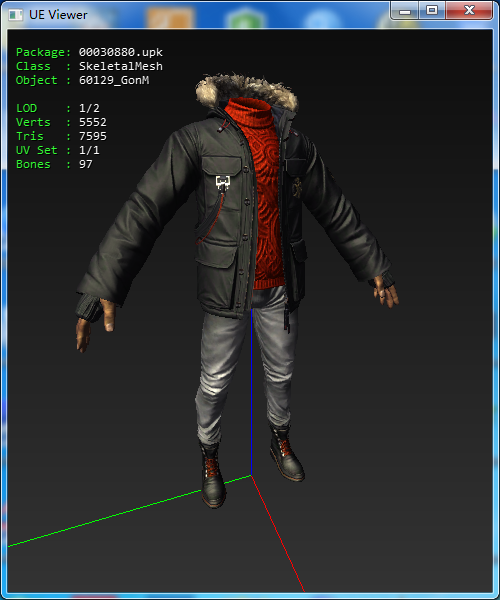 UE Viewer
Package: 00030880.upk
Class : SkeletalMesh
Object : 60129_GonM
LOD : 1/2
Verts : 5552
Tris : 7595
UV Set : 1/1
Bones : 97